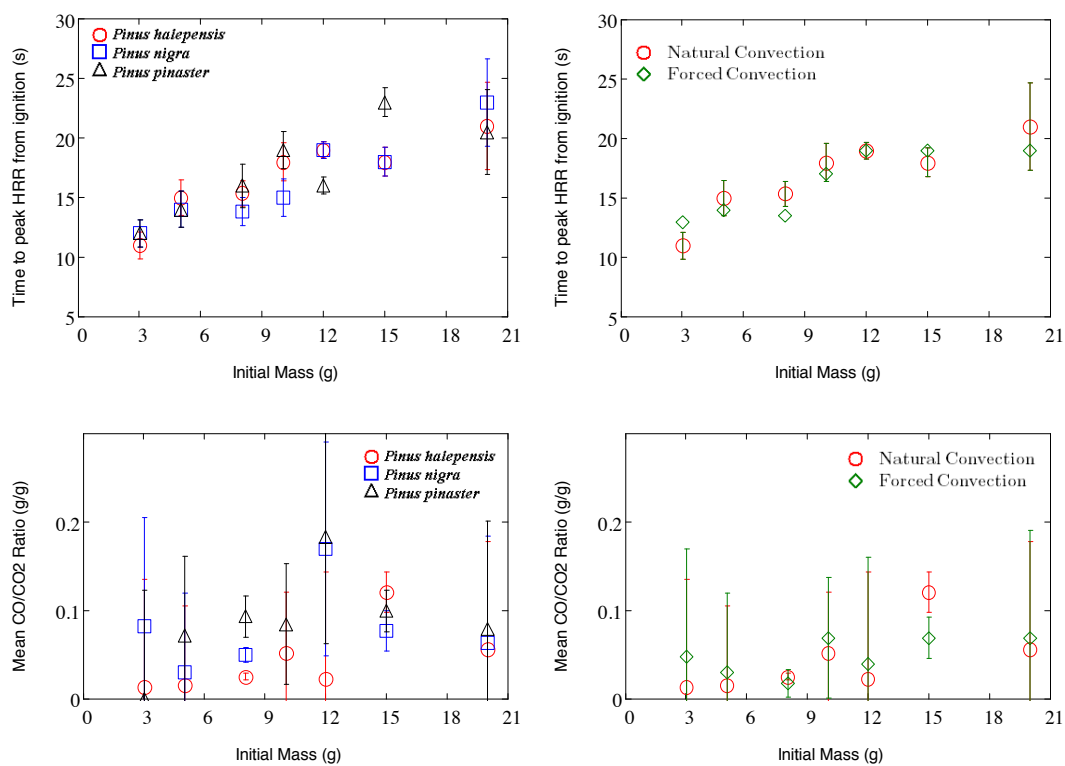 30
25
20
15
10
5
0
3
6
9
12
15
18
21
Time to peak HRR from ignition (s)
Initial Mass (g)
Pinus halepensis
Pinus nigra
Pinus pinaster
30
25
20
15
10
5
0
3
6
9
12
15
18
21
Time to peak HRR from ignition (s)
Initial Mass (g)
Natural Convection
Forced Convection
0.2
0.1
0
0
3
6
9
12
15
18
21
Mean CO/CO2 Ratio (g/g)
Initial Mass (g)
Pinus halepensis
Pinus nigra
Pinus pinaster
0.2
0.1
0
0
3
6
9
12
15
18
21
Mean CO/CO2 Ratio (g/g)
Initial Mass (g)
Natural Convection
Forced Convection